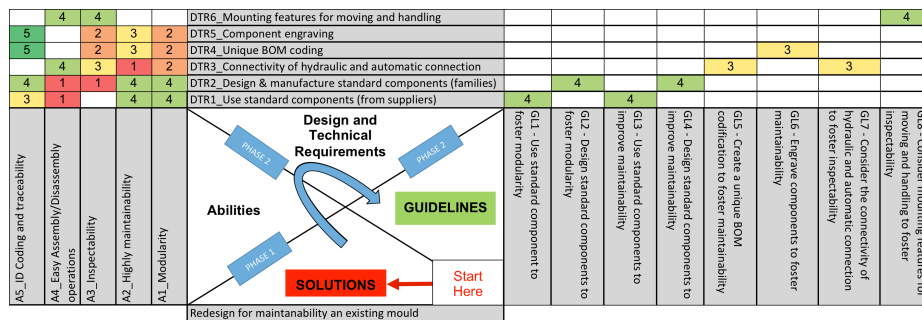 4 4 DTR6_Mounting features for moving and handling 4
5 2 3 2 DTR5_Component engraving
5 2 3 2 DTR4_Unique BOM coding 3
4 3 1 2 DTR3_Connectivity of hydraulic and automatic connection 3 3
4 1 1 4 4 DTR2_Design & manufacture standard components (families) 4 4
3 1 4 4 DTR1_Use standard components (from suppliers) 4 4
A5_ID Coding and traceability
A4_Easy Assembly/Disassembly
operations
A3_Inspectability
A2_Highly maintainability
A1_Modularity
Design and
Technical
Requirements
PHASE 2
PHASE 2
Abilities
GUIDELINES
PHASE 1
SOLUTIONS
Start
Here
Redesign for maintanability an existing mould
GL1 - Use standard component to
foster modularity
GL2 - Design standard components to
foster modularity
GL3 - Use standard components to
improve maintainability
GL4 - Design standard components to
improve maintainability
GL5 - Create a unique BOM
codification to foster maintainability
GL6 - Engrave components to foster
maintainability
GL7 - Consider the connectivity of
hydraulic and automatic connection
to foster inspectability
moving and handling to foster
inspectability